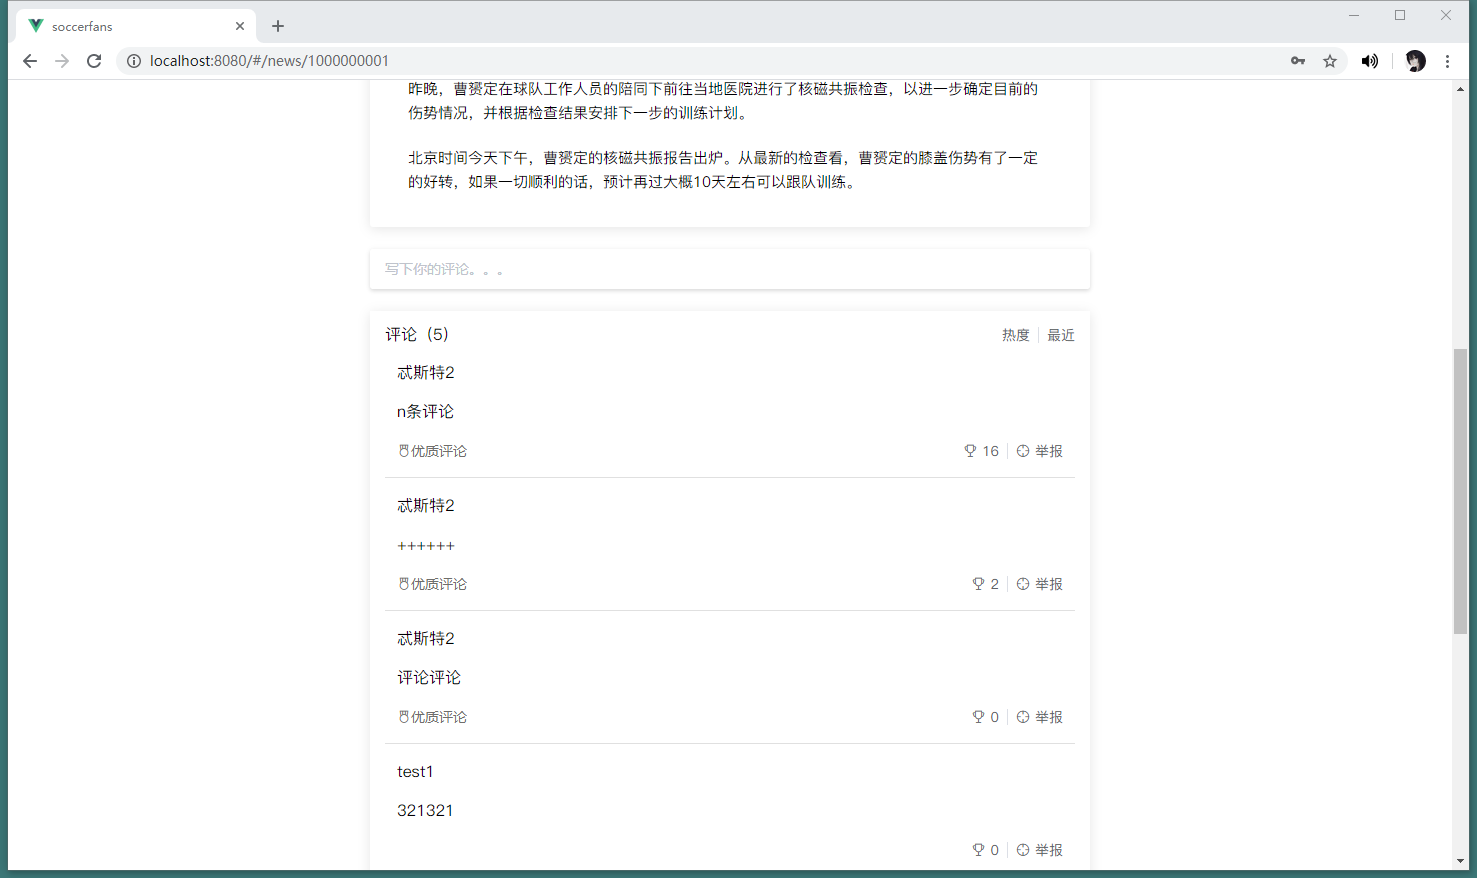 soccerfans
localhost:8080/#/news/1000000001
昨晚，曹赟定在球队工作人员的陪同下前往当地医院进行了核磁共振检查，以进一步确定目前的
伤势情况，并根据检查结果安排下一步的训练计划。
北京时间今天下午，曹赟定的核磁共振报告出炉。从最新的检查看，曹赟定的膝盖伤势有了一定
的好转，如果一切顺利的话，预计再过大概10天左右可以跟队训练。
写下你的评论。。。
评论（5） 热度 最近
忒斯特2
n条评论
优质评论 16 举报
忒斯特2
++++++
优质评论 2 举报
忒斯特2
评论评论
优质评论 0 举报
test1
321321
0 举报